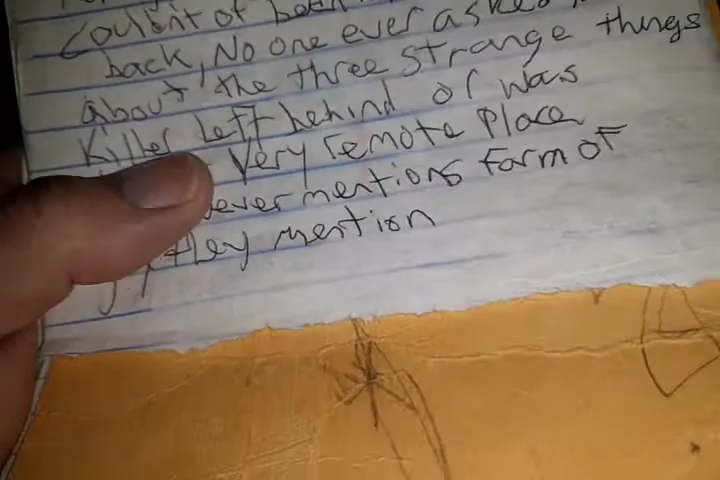 Couldnt of been
back, No one ever asked
about the three strange things
Killer Left behind or was
Very remote Place
never mentions form of
they mention